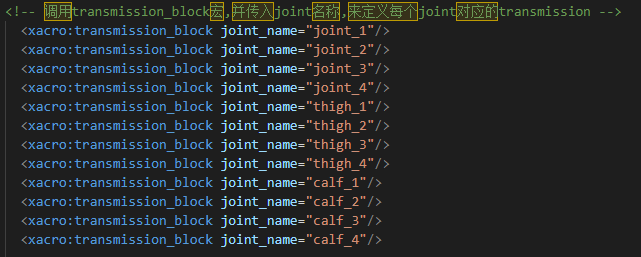 <!-- 调用transmission_block宏,并传入joint名称,来定义每个joint对应的transmission -->
<xacro:transmission_block joint_name="joint_1"/>
<xacro:transmission_block joint_name="joint_2"/>
<xacro:transmission_block joint_name="joint_3"/>
<xacro:transmission_block joint_name="joint_4"/>
<xacro:transmission_block joint_name="thigh_1"/>
<xacro:transmission_block joint_name="thigh_2"/>
<xacro:transmission_block joint_name="thigh_3"/>
<xacro:transmission_block joint_name="thigh_4"/>
<xacro:transmission_block joint_name="calf_1"/>
<xacro:transmission_block joint_name="calf_2"/>
<xacro:transmission_block joint_name="calf_3"/>
<xacro:transmission_block joint_name="calf_4"/>